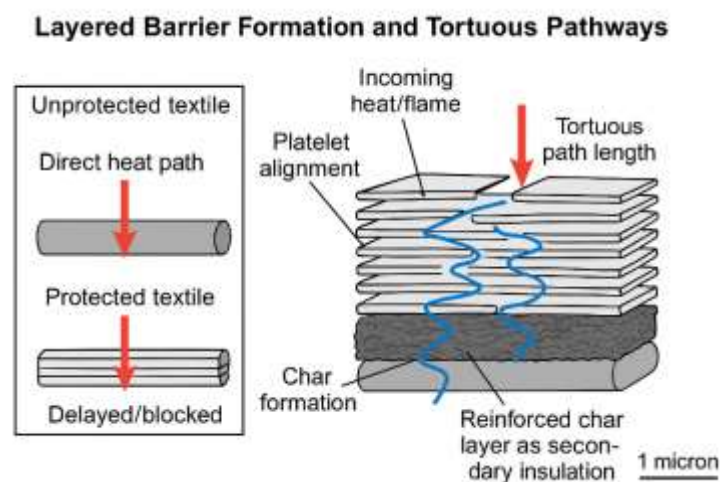 Layered Barrier Formation and Tortuous Pathways
Unprotected textile
Direct heat path
Protected textile
Delayed/blocked
Incoming
heat/flame
Platelet
alignment
Tortuous
path length
Char
formation
Reinforced char
layer as secon-
dary insulation
1 micron